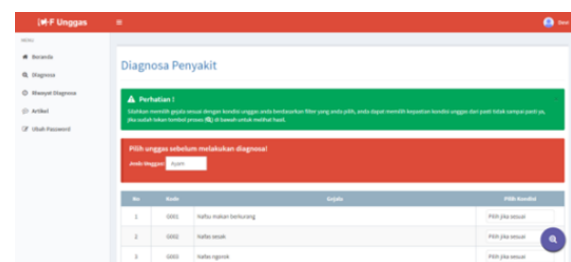 F Unggas
MENU
Beranda
Diagnosa
Riwayat Diagnosa
Artikel
Ubah Password
Diagnosa Penyakit
Perhatian !
Silahkan memilih gejala sesuai dengan kondisi unggas anda berdasarkan filter yang anda pilih, anda dapat memilih kepastian kondisi unggas dari pasti tidak sampai pasti ya,
jika sudah tekan tombol proses () di bawah untuk melihat hasil.
Pilih unggas sebelum melakukan diagnosa!
Jenis Unggas: Ayam
No Kode Gejala Pilih Kondisi
1 G001 Nafsu makan berkurang Pilih jika sesuai
2 G002 Nafas sesak Pilih jika sesuai
3 G003 Nafas ngorok Pilih jika sesuai